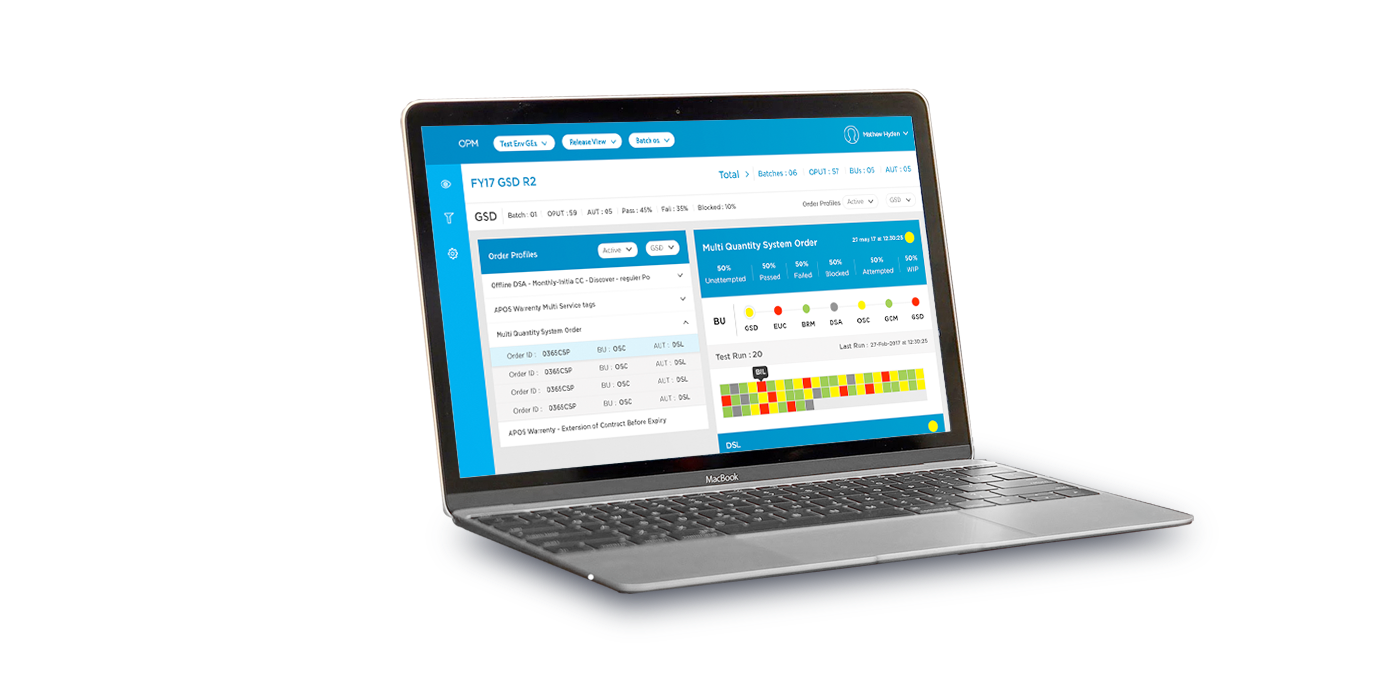 OPM Test Env GEs Release View Batch 01 Mathew Hyden
FY17 GSD R2 Total > Batches : 06 OPUT : 57 BUs : 05 AUT : 05
GSD Batch : 01 OPUT : 59 AUT : 05 Pass : 45% Fail : 35% Blocked : 10% Order Profiles Active GSD
Order Profiles Active GSD
Offline DSA - Monthly-Initia CC - Discover - reguler Po
APOS Warrenty Multi Service tags
Multi Quantity System Order
Order ID : 0365CSP BU : OSC AUT : DSL
Order ID : 0365CSP BU : OSC AUT : DSL
Order ID : 0365CSP BU : OSC AUT : DSL
Order ID : 0365CSP BU : OSC AUT : DSL
APOS Warrenty - Extension of Contract Before Expiry
Multi Quantity System Order 27 may 17 at 12:30:25
50% 50% 50% 50% 50% 50%
Unattempted Passed Failed Blocked Attempted WIP
BU GSD EUC BRM DSA OSC GCM GSD
Test Run : 20 Last Run : 27-Feb-2017 at 12:30:25
BIL
DSL
MacBook